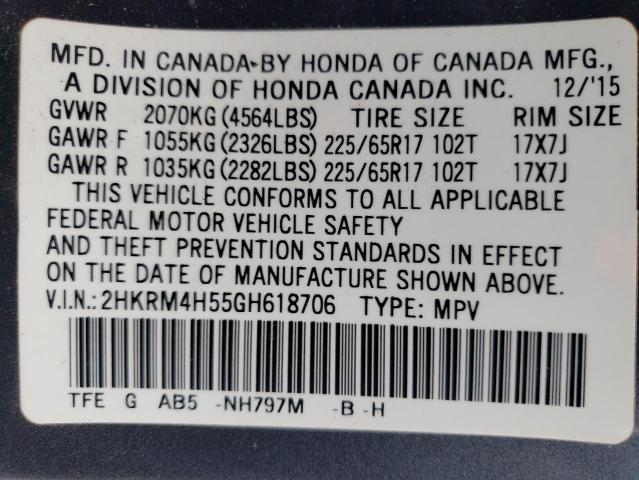 MFD. IN CANADA BY HONDA OF CANADA MFG.,
A DIVISION OF HONDA CANADA INC. 12/'15
GVWR 2070KG (4564LBS) TIRE SIZE RIM SIZE
GAWR F 1055KG (2326LBS) 225/65R17 102T 17X7J
GAWR R 1035KG (2282LBS) 225/65R17 102T 17X7J
THIS VEHICLE CONFORMS TO ALL APPLICABLE
FEDERAL MOTOR VEHICLE SAFETY
AND THEFT PREVENTION STANDARDS IN EFFECT
ON THE DATE OF MANUFACTURE SHOWN ABOVE.
V.I.N.: 2HKRM4H55GH618706 TYPE: MPV
TFE G AB5 -NH797M -B -H